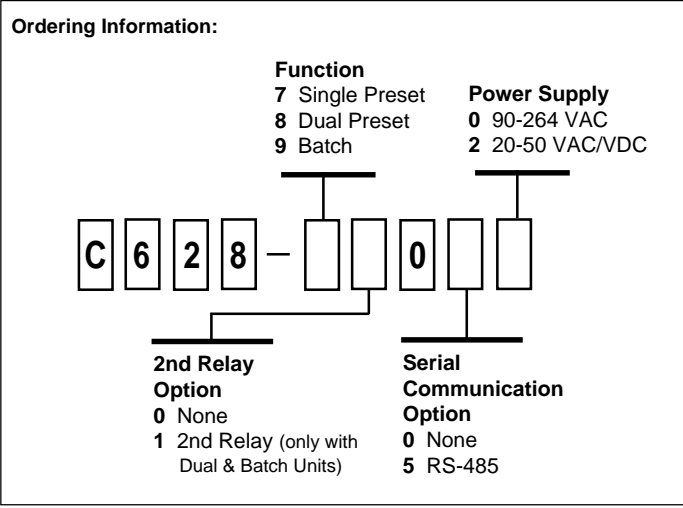 Ordering Information:
Function
7 Single Preset
8 Dual Preset
9 Batch
Power Supply
0 90-264 VAC
2 20-50 VAC/VDC
C 6 2 8 – 0
2nd Relay
Option
0 None
1 2nd Relay (only with
Dual & Batch Units)
Serial
Communication
Option
0 None
5 RS-485